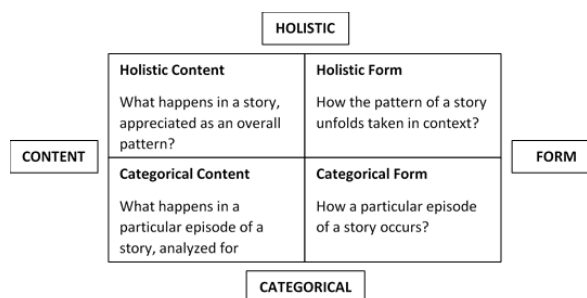 HOLISTIC
Holistic Content
What happens in a story,
appreciated as an overall
pattern?
Holistic Form
How the pattern of a story
unfolds taken in context?
CONTENT
FORM
Categorical Content
What happens in a
particular episode of a
story, analyzed for
Categorical Form
How a particular episode
of a story occurs?
CATEGORICAL